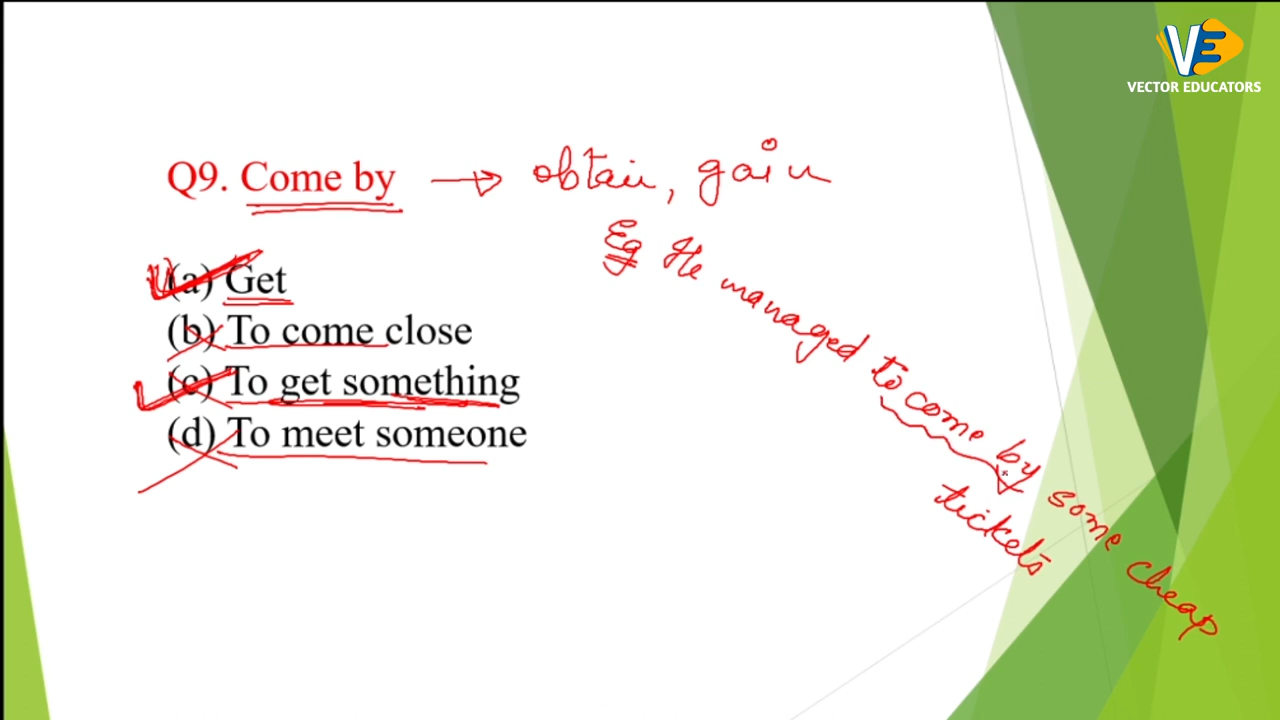 VE
VECTOR EDUCATORS
Q9. Come by → obtain, gain
Eg He managed to come by some cheap
tickets
(a) Get
(b) To come close
(c) To get something
(d) To meet someone